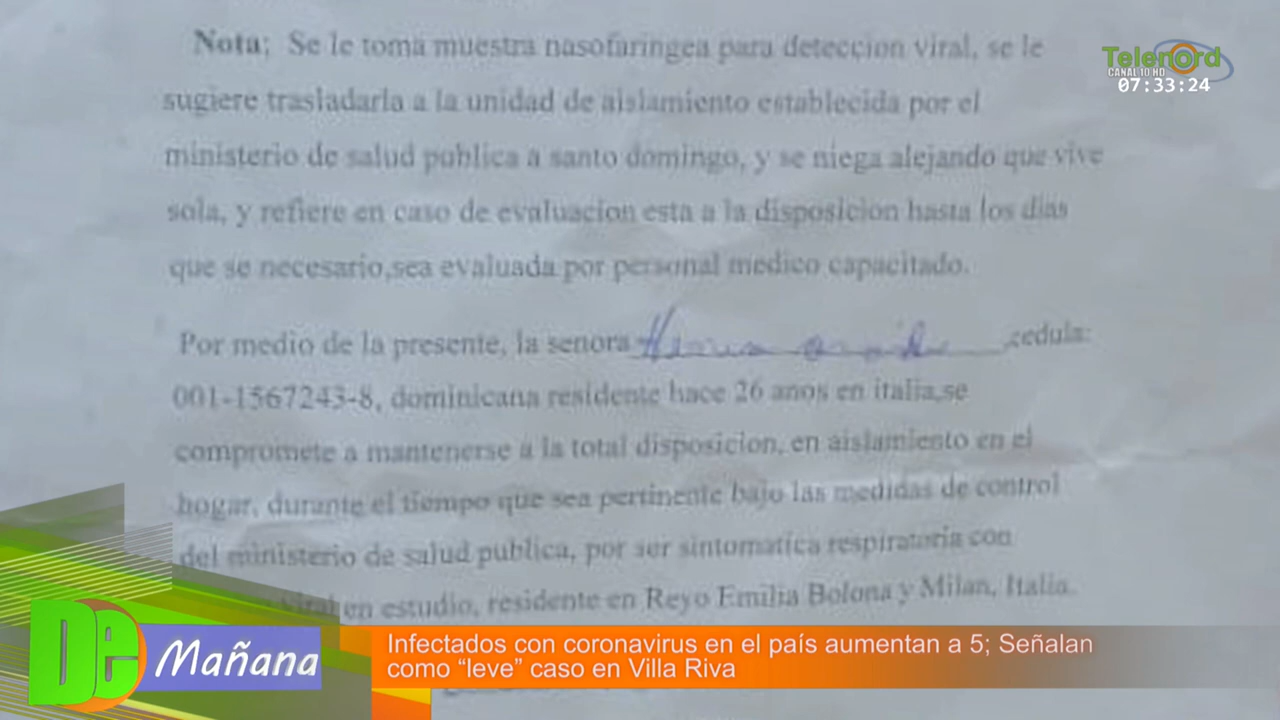 Nota; Se le toma muestra nasofaringea para deteccion viral, se le
sugiere trasladarla a la unidad de aislamiento establecida por el
ministerio de salud publica a santo domingo, y se niega alejando que vive
sola, y refiere en caso de evaluacion esta a la disposicion hasta los dias
que se necesario,sea evaluada por personal medico capacitado.
Por medio de la presente, la senora cedula:
001-1567243-8, dominicana residente hace 26 anos en italia,se
compromete a mantenerse a la total disposicion, en aislamiento en el
hogar, durante el tiempo que sea pertinente bajo las medidas de control
del ministerio de salud publica, por ser sintomatica respiratoria con
viral en estudio, residente en Reyo Emilia Bolona y Milan, Italia.
Telenord
CANAL 10 HD
07:33:24
De
Mañana
Infectados con coronavirus en el país aumentan a 5; Señalan
como “leve” caso en Villa Riva